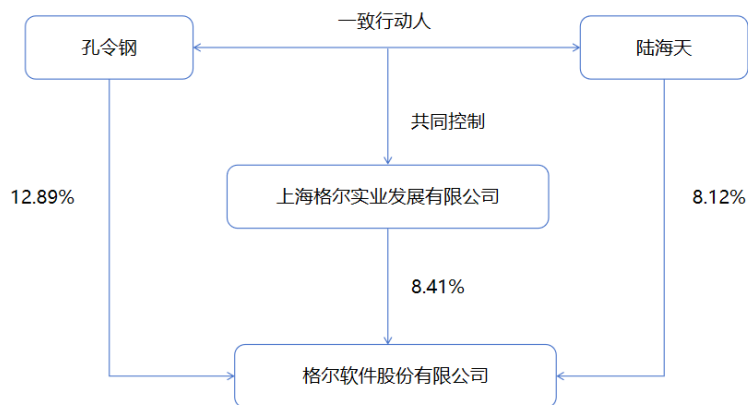 一致行动人
孔令钢
陆海天
共同控制
12.89%
上海格尔实业发展有限公司
8.12%
8.41%
格尔软件股份有限公司